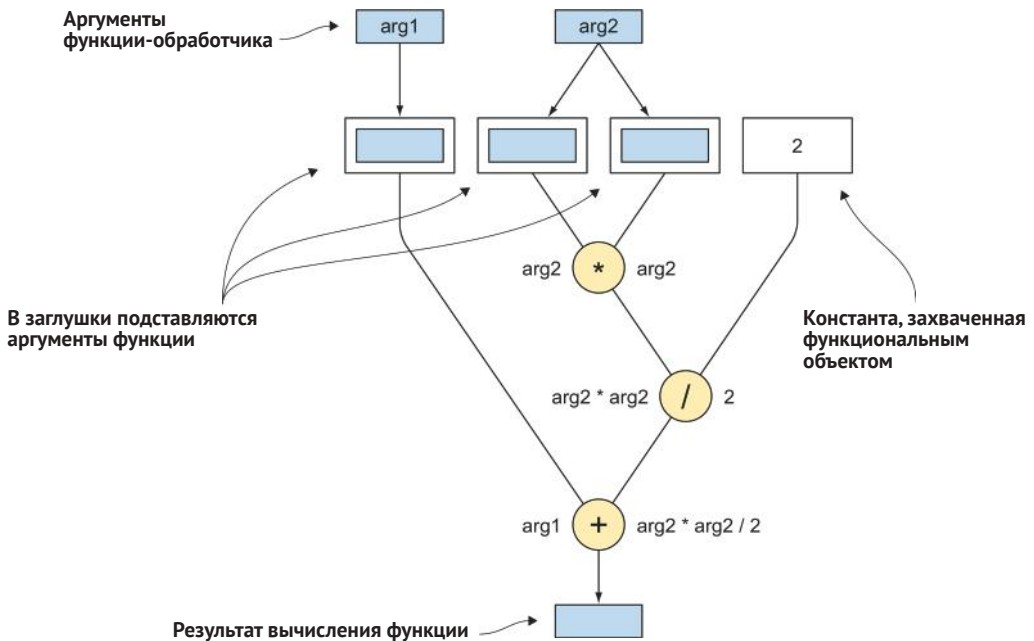 Аргументы
функции-обработчика
arg1
arg2
2
arg2
*
arg2
В заглушки подставляются
аргументы функции
Константа, захваченная
функциональным
объектом
arg2 * arg2
/
2
arg1
+
arg2 * arg2 / 2
Результат вычисления функции